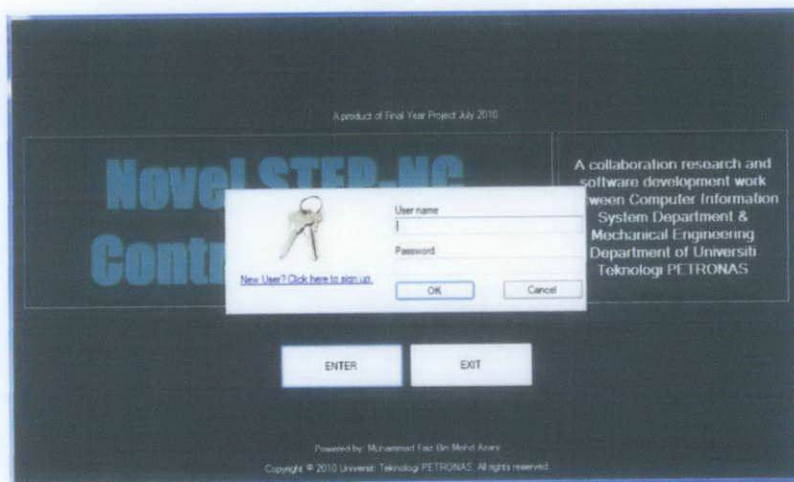 A product of Final Year Project July 2010
Novel STEP-NC
Contr
A collaboration research and
software development work
tween Computer Information
System Department &
Mechanical Engineering
Department of Universiti
Teknologi PETRONAS
User name
Password
New User? Click here to sign up.
OK
Cancel
ENTER
EXIT
Powered by: Muhammad Faiz Bin Mohd
Copyright © 2010 Universiti Teknologi PETRONAS. All rights reserved